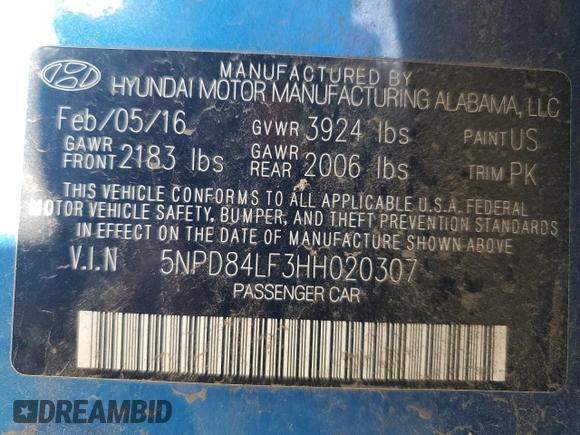 MANUFACTURED BY
HYUNDAI MOTOR MANUFACTURING ALABAMA, LLC
Feb/05/16 GVWR 3924 lbs PAINT US
GAWR FRONT 2183 lbs GAWR REAR 2006 lbs TRIM PK
THIS VEHICLE CONFORMS TO ALL APPLICABLE U.S.A. FEDERAL
MOTOR VEHICLE SAFETY, BUMPER, AND THEFT PREVENTION STANDARDS
IN EFFECT ON THE DATE OF MANUFACTURE SHOWN ABOVE.
V.I.N 5NPD84LF3HH020307
PASSENGER CAR
DREAMBID